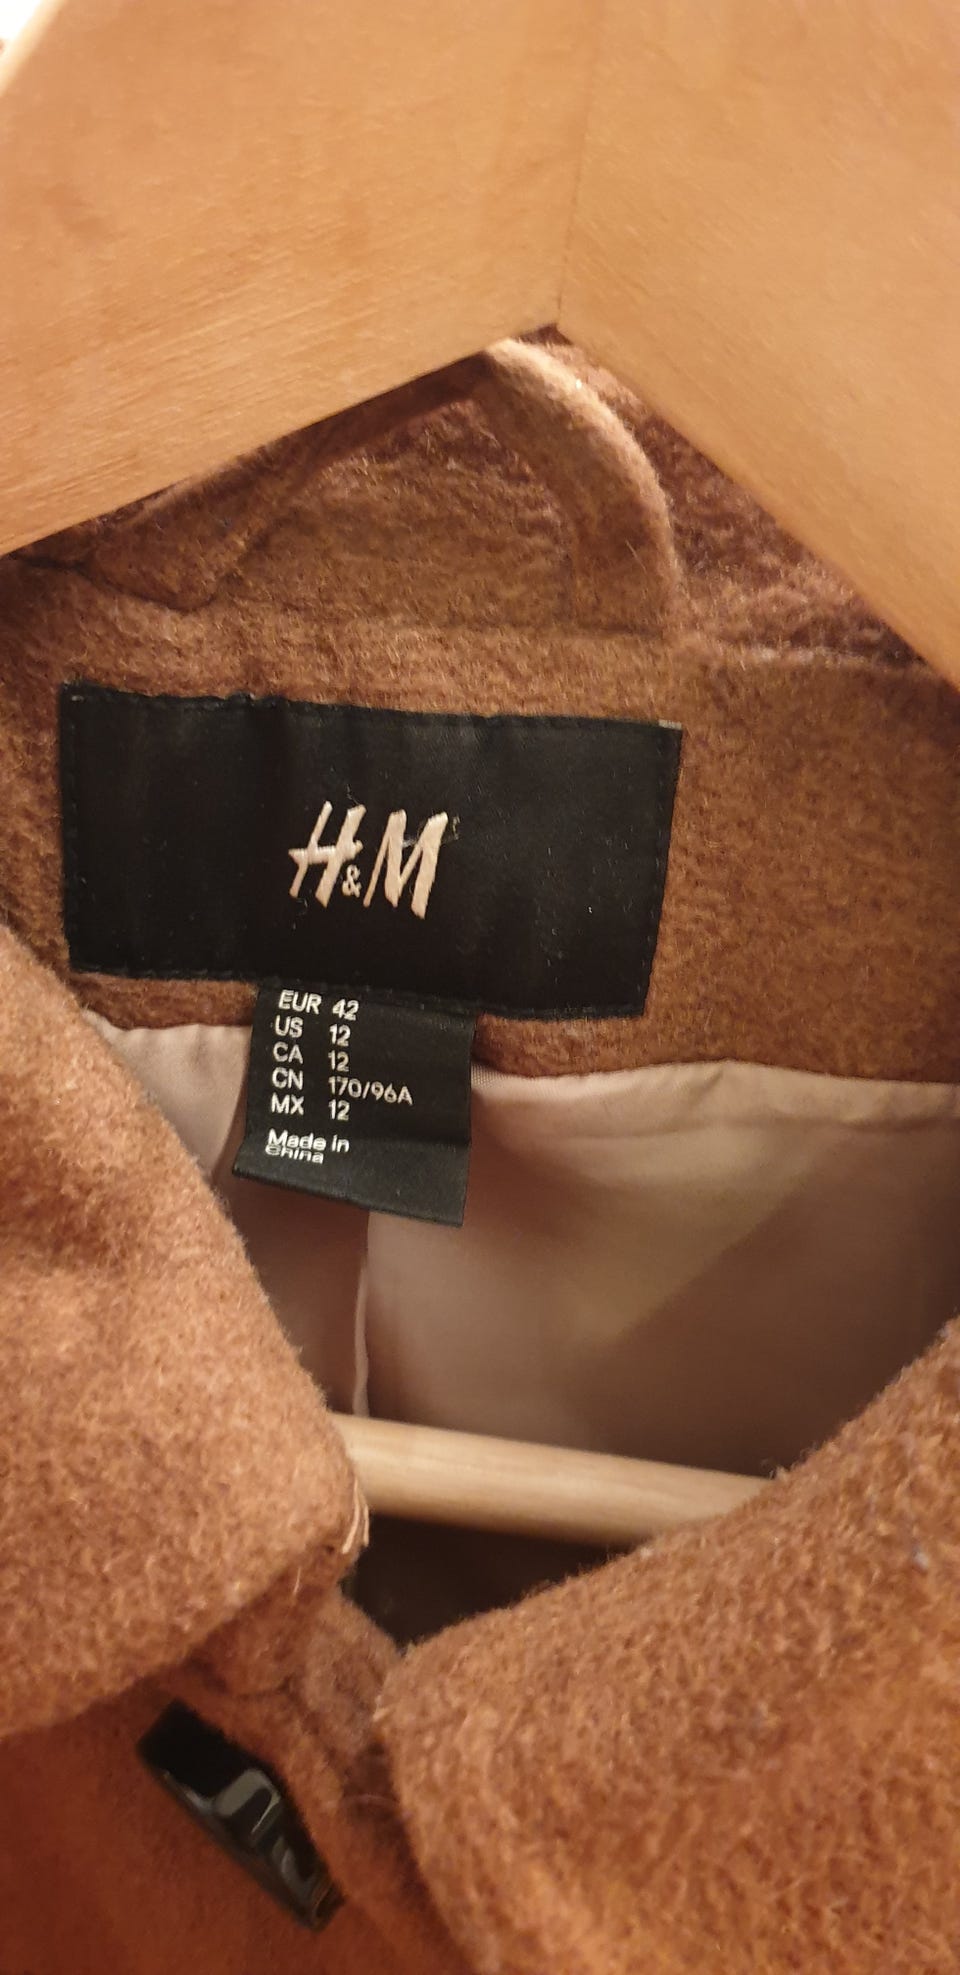 H&M
EUR 42
US 12
CA 12
CN 170/96A
MX 12
Made in
China